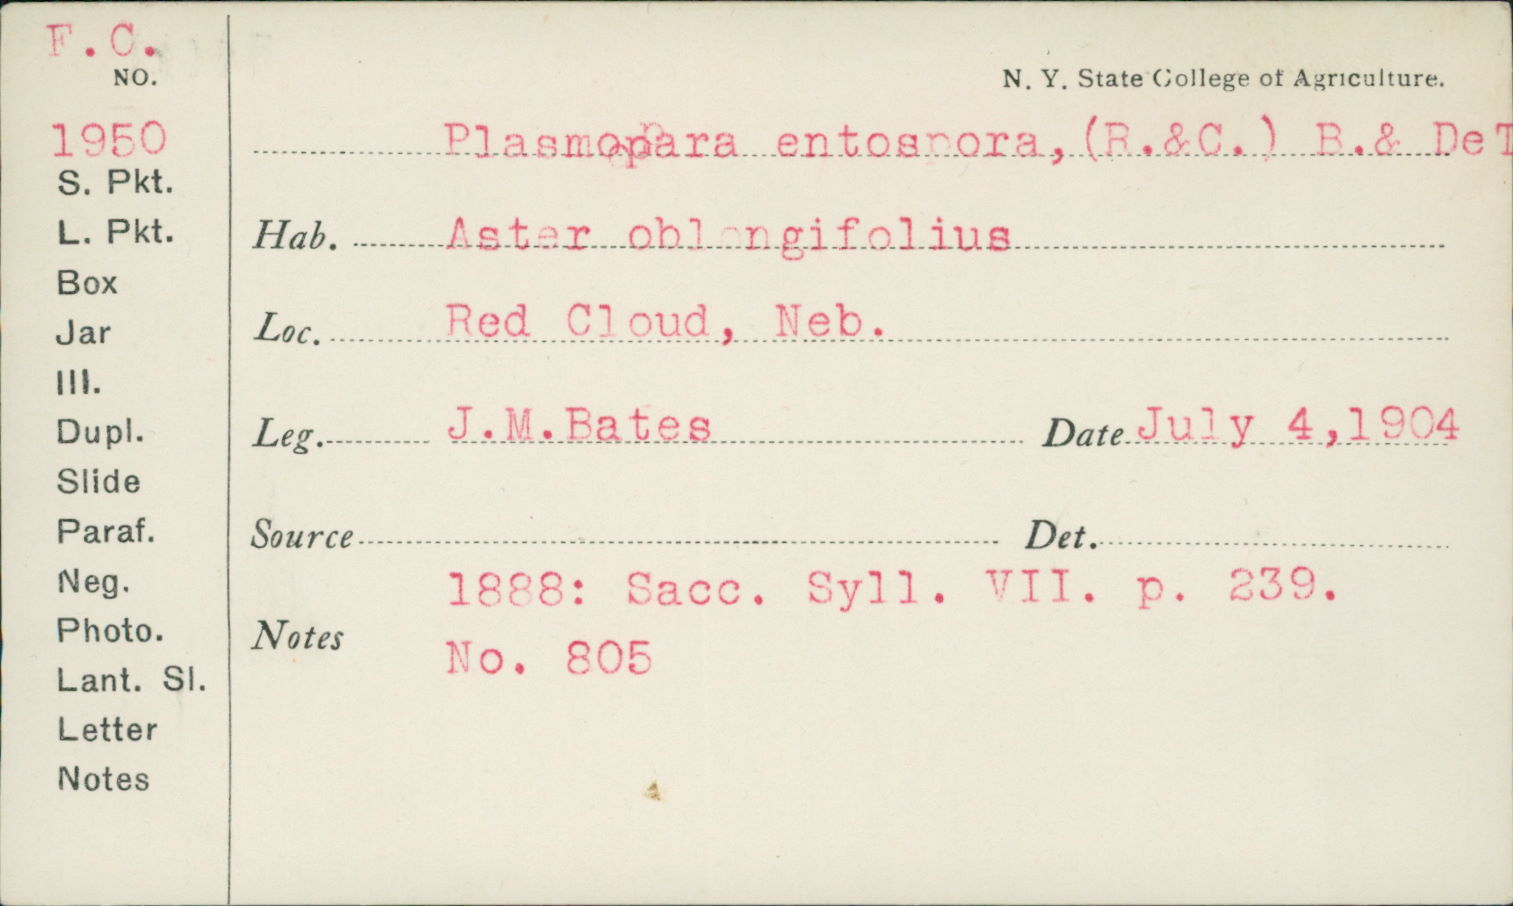 F.C.
NO.
N. Y. State College of Agriculture.
1950
Plasmopara entospora,(R.&C.) B.& DeT
S. Pkt.
L. Pkt.
Hab. Aster oblongifolius
Box
Jar
Loc. Red Cloud, Neb.
Ill.
Dupl.
Leg. J.M.Bates Date July 4,1904
Slide
Paraf.
Source Det.
Neg.
1888: Sacc. Syll. VII. p. 239.
Photo.
Notes
No. 805
Lant. Sl.
Letter
Notes